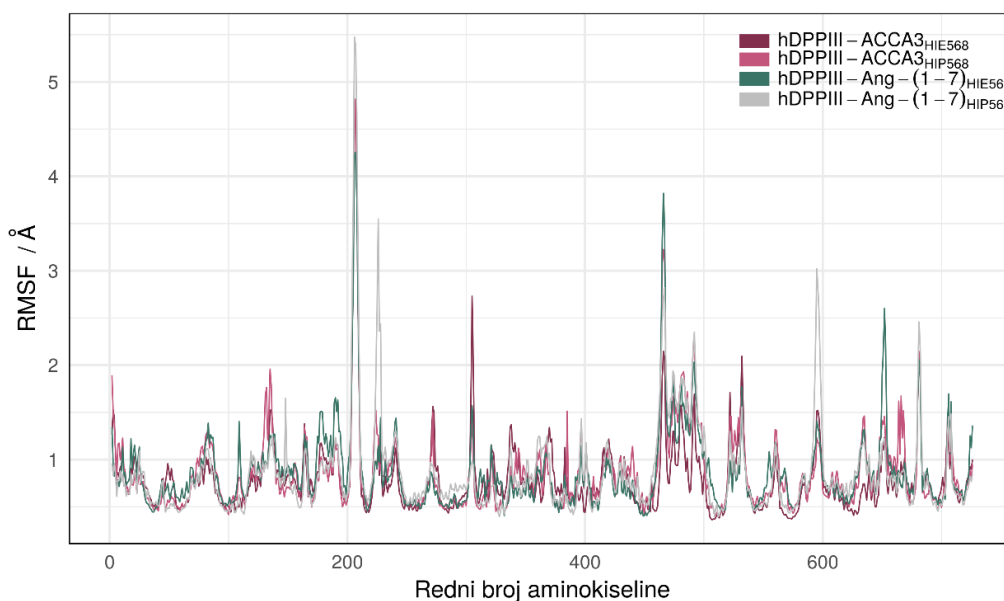 hDPPIII – ACCA3HIE568
hDPPIII – ACCA3HIP568
hDPPIII – Ang – (1 – 7)HIE56
hDPPIII – Ang – (1 – 7)HIP56
5
4
3
2
1
RMSF / Å
0 200 400 600
Redni broj aminokiseline